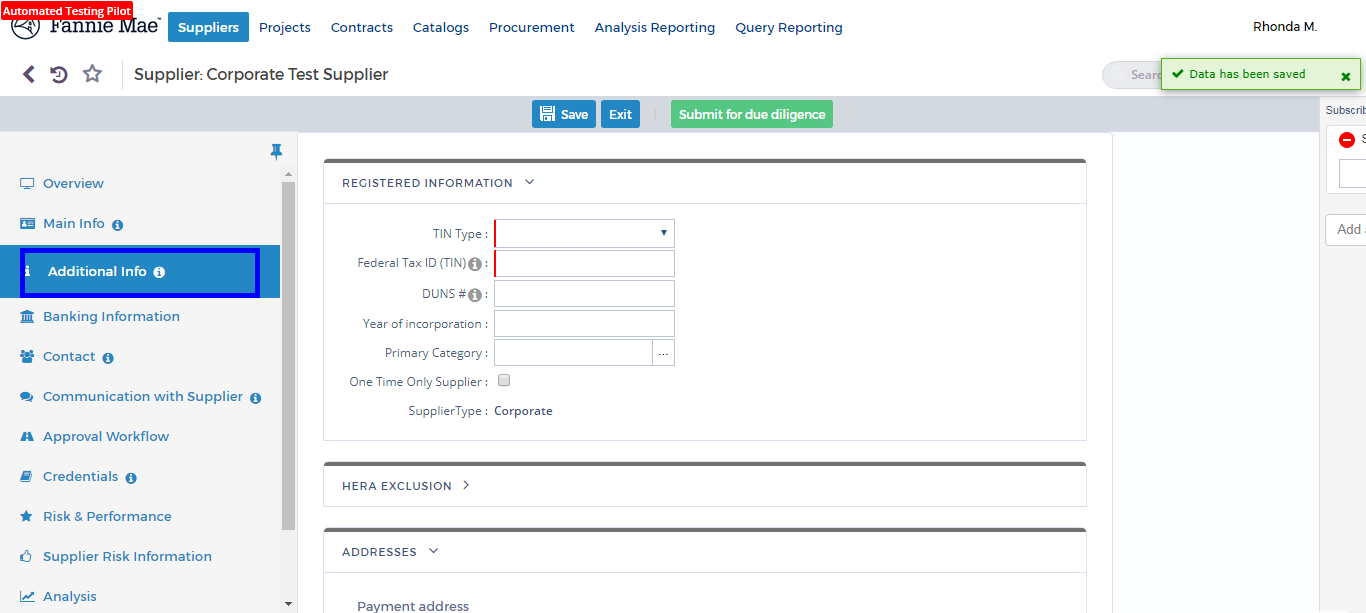 Automated Testing Pilot
Fannie Mae
Suppliers Projects Contracts Catalogs Procurement Analysis Reporting Query Reporting
Rhonda M.
Supplier: Corporate Test Supplier
Data has been saved
Save Exit Submit for due diligence
Overview
Main Info
Additional Info
Banking Information
Contact
Communication with Supplier
Approval Workflow
Credentials
Risk & Performance
Supplier Risk Information
Analysis
REGISTERED INFORMATION
TIN Type :
Federal Tax ID (TIN) :
DUNS # :
Year of incorporation :
Primary Category : ...
One Time Only Supplier :
SupplierType : Corporate
HERA EXCLUSION
ADDRESSES
Payment address
Add